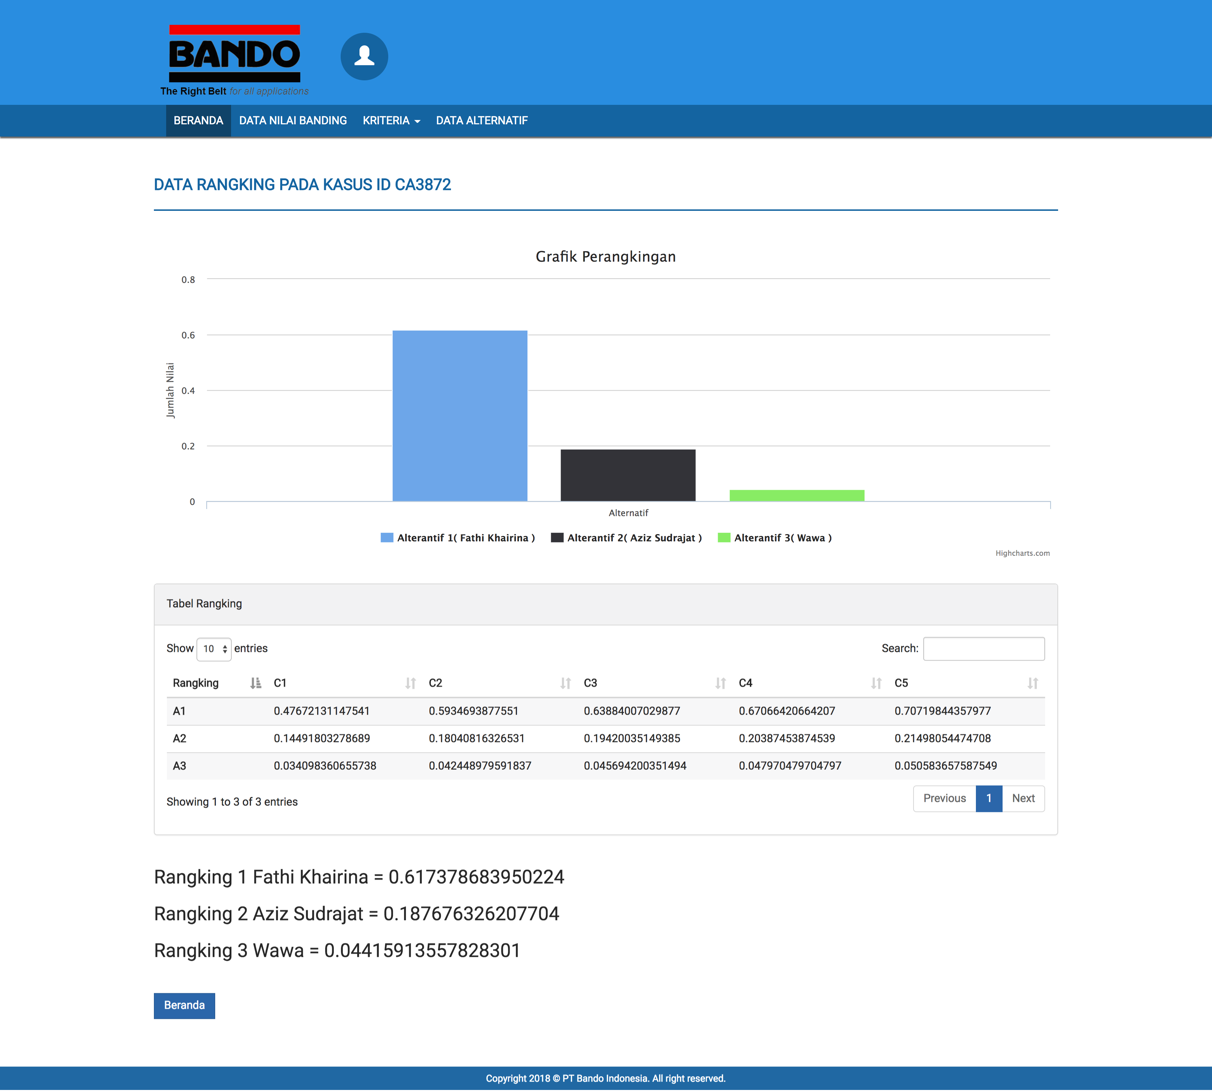 BANDO
The Right Belt for all applications
BERANDA DATA NILAI BANDING KRITERIA DATA ALTERNATIF
DATA RANGKING PADA KASUS ID CA3872
Grafik Perangkingan
0.8
0.6
0.4
0.2
0
Jumlah Nilai
Alternatif
Alterantif 1( Fathi Khairina ) Alterantif 2( Aziz Sudrajat ) Alterantif 3( Wawa )
Highcharts.com
Tabel Rangking
Show 10 entries Search:
Rangking C1 C2 C3 C4 C5
A1 0.47672131147541 0.5934693877551 0.63884007029877 0.67066420664207 0.70719844357977
A2 0.14491803278689 0.18040816326531 0.19420035149385 0.20387453874539 0.21498054474708
A3 0.034098360655738 0.042448979591837 0.045694200351494 0.047970479704797 0.050583657587549
Showing 1 to 3 of 3 entries Previous 1 Next
Rangking 1 Fathi Khairina = 0.617378683950224
Rangking 2 Aziz Sudrajat = 0.187676326207704
Rangking 3 Wawa = 0.04415913557828301
Beranda
Copyright 2018 © PT Bando Indonesia. All right reserved.